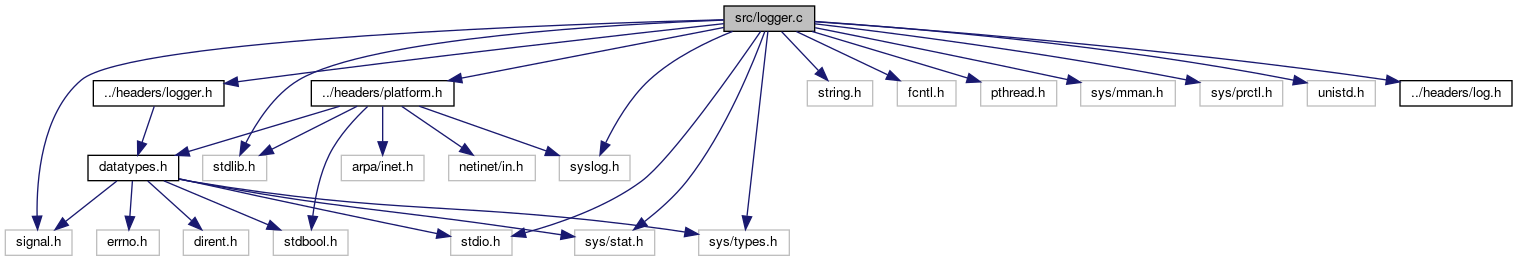 src/logger.c
../headers/logger.h
../headers/platform.h
string.h
fcntl.h
pthread.h
sys/mman.h
sys/prctl.h
unistd.h
../headers/log.h
datatypes.h
stdlib.h
arpa/inet.h
netinet/in.h
syslog.h
signal.h
errno.h
dirent.h
stdbool.h
stdio.h
sys/stat.h
sys/types.h